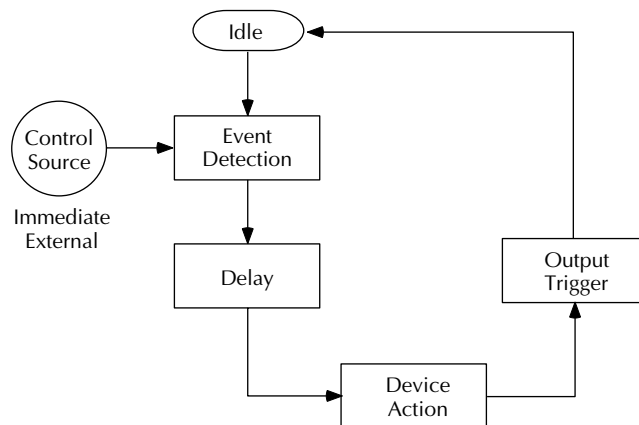 Idle
Control
Source
Event
Detection
Immediate
External
Delay
Output
Trigger
Device
Action